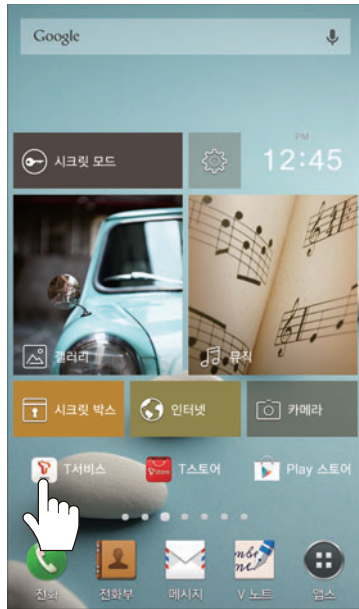 Google
시크릿 모드
PM
12:45
갤러리
뮤직
시크릿 박스
인터넷
카메라
T서비스
T store
T스토어
Play 스토어
전화
전화부
메시지
V 노트
앱스